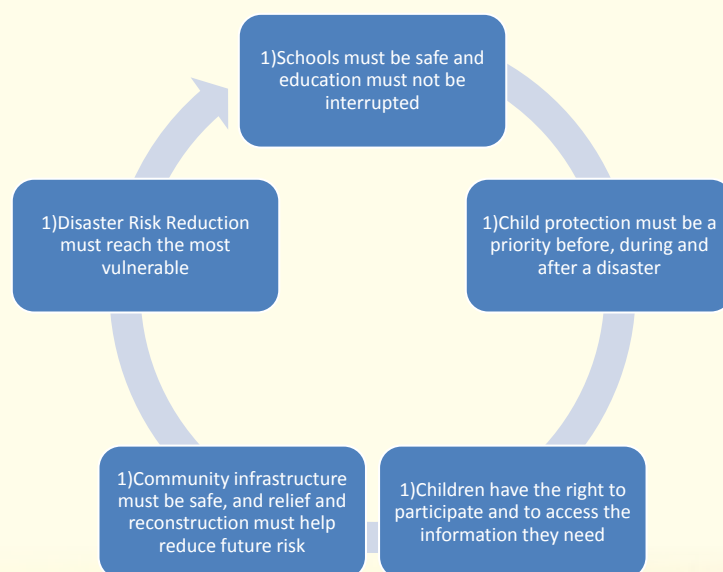 1)Schools must be safe and
education must not be
interrupted
1)Child protection must be a
priority before, during and
after a disaster
1)Children have the right to
participate and to access the
information they need
1)Community infrastructure
must be safe, and relief and
reconstruction must help
reduce future risk
1)Disaster Risk Reduction
must reach the most
vulnerable